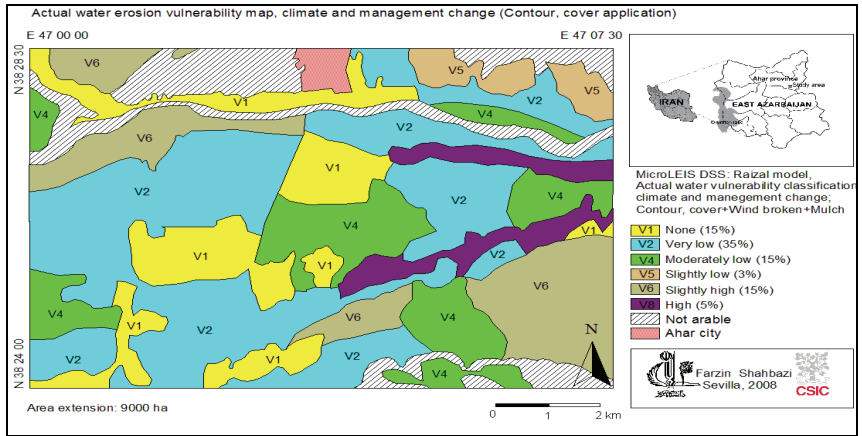 Actual water erosion vulnerability map, climate and management change (Contour, cover application)
E 47 00 00
E 47 07 30
N 38 28 30
N 38 24 00
V6
V5
V5
V2
V1
V4
V4
V2
V6
V1
V2
V2
V4
V4
V1
V1
V1
V2
V6
V4
V1
V2
V6
V4
V2
V1
V2
V4
N
Area extension: 9000 ha
0 1 2 km
Ahar province
Study area
IRAN
EAST AZARBAIJAN
MicroLEIS DSS: Raizal model,
Actual water vulnerability classification
climate and menegement change;
Contour, cover+Wind broken+Mulch
V1 None (15%)
V2 Very low (35%)
V4 Moderately low (15%)
V5 Slightly low (3%)
V6 Slightly high (15%)
V8 High (5%)
Not arable
Ahar city
Farzin Shahbazi
Sevilla, 2008
CSIC